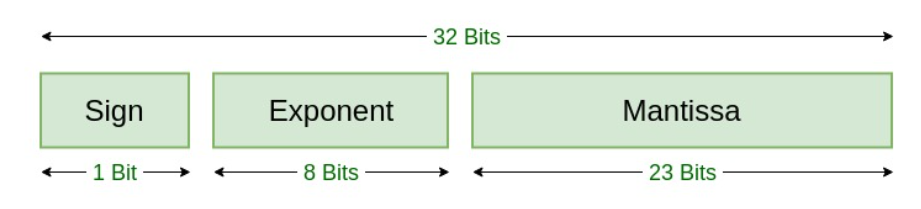 32 Bits
Sign Exponent Mantissa
1 Bit 8 Bits 23 Bits